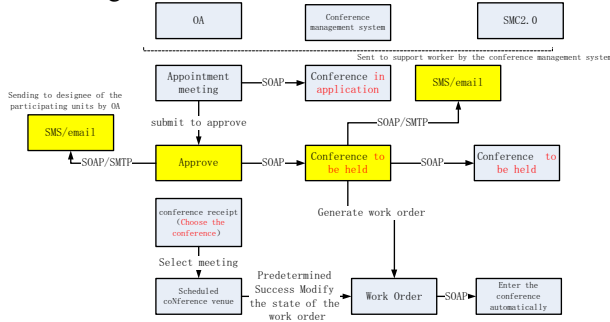 OA
Conference
management system
SMC2.0
Sent to support worker by the conference management system
Sending to designee of the
participating units by OA
Appointment
meeting
SOAP
Conference in
application
SMS/email
SMS/email
submit to approve
SOAP/SMTP
SOAP/SMTP
Approve
SOAP
Conference to
be held
SOAP
Conference to
be held
conference receipt
(Choose the
conference)
Generate work order
Select meeting
Predetermined
Success Modify
the state of the
work order
Scheduled
coNference venue
Work Order
SOAP
Enter the
conference
automatically